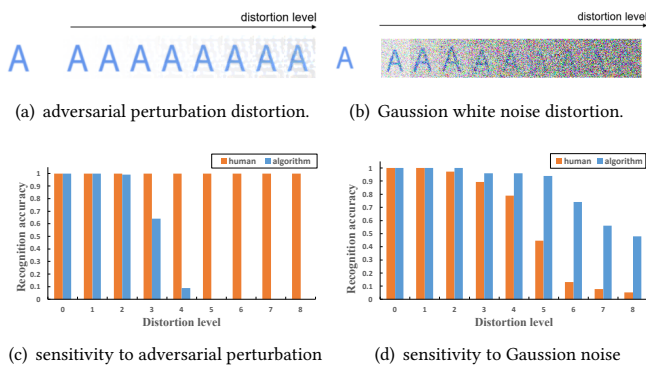 distortion level
A A A A A A A A A
distortion level
A A A A A A
(a) adversarial perturbation distortion.
(b) Gaussion white noise distortion.
human algorithm
Recognition accuracy
1
0.9
0.8
0.7
0.6
0.5
0.4
0.3
0.2
0.1
0
0 1 2 3 4 5 6 7 8
Distortion level
human algorithm
Recognition accuracy
1
0.9
0.8
0.7
0.6
0.5
0.4
0.3
0.2
0.1
0
0 1 2 3 4 5 6 7 8
Distortion level
(c) sensitivity to adversarial perturbation
(d) sensitivity to Gaussion noise